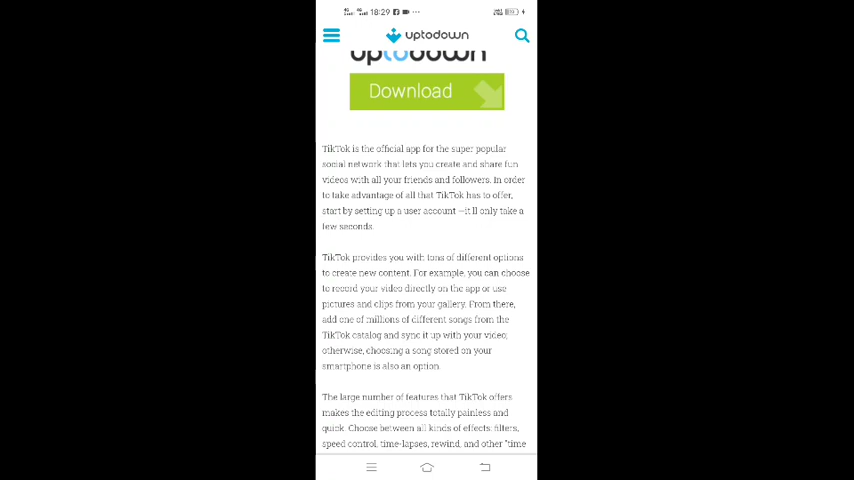 18:29
uptodown
uptodown
Download
TikTok is the official app for the super popular
social network that lets you create and share fun
videos with all your friends and followers. In order
to take advantage of all that TikTok has to offer,
start by setting up a user account —it'll only take a
few seconds.
TikTok provides you with tons of different options
to create new content. For example, you can choose
to record your video directly on the app or use
pictures and clips from your gallery. From there,
add one of millions of different songs from the
TikTok catalog and sync it up with your video;
otherwise, choosing a song stored on your
smartphone is also an option.
The large number of features that TikTok offers
makes the editing process totally painless and
quick. Choose between all kinds of effects: filters,
speed control, time-lapses, rewind, and other "time